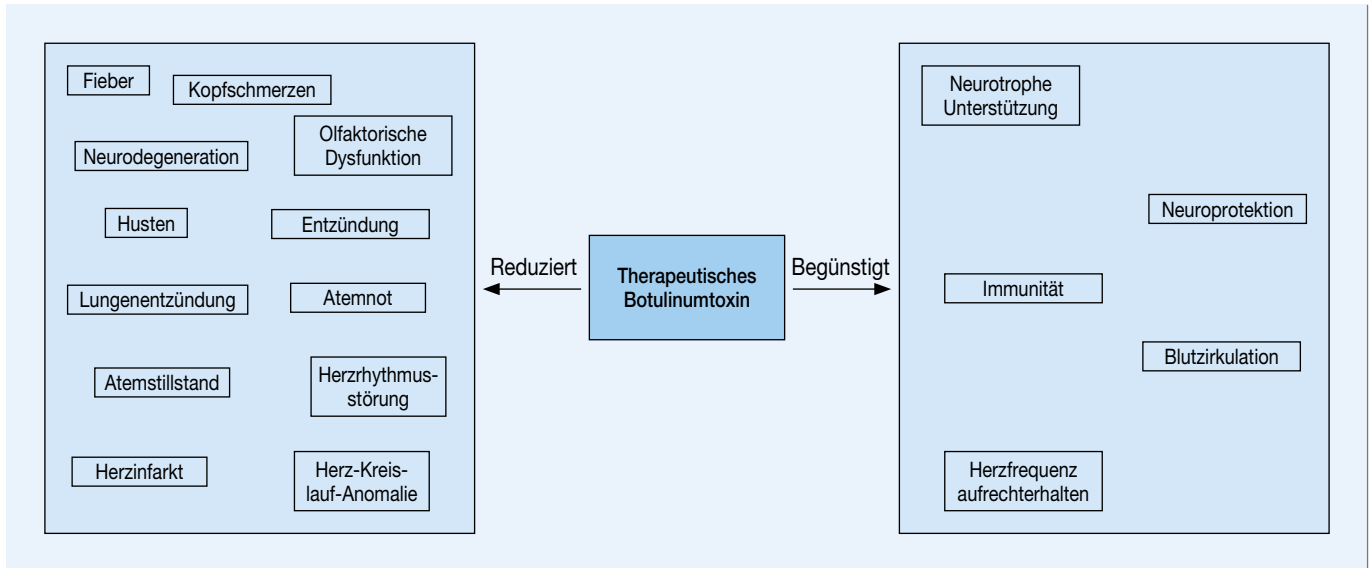 Fieber
Kopfschmerzen
Olfaktorische
Dysfunktion
Neurodegeneration
Husten
Entzündung
Lungenentzündung
Atemnot
Atemstillstand
Herzrhythmus-
störung
Herzinfarkt
Herz-Kreis-
lauf-Anomalie
Reduziert
Therapeutisches
Botulinumtoxin
Begünstigt
Neurotrophe
Unterstützung
Neuroprotektion
Immunität
Blutzirkulation
Herzfrequenz
aufrechterhalten